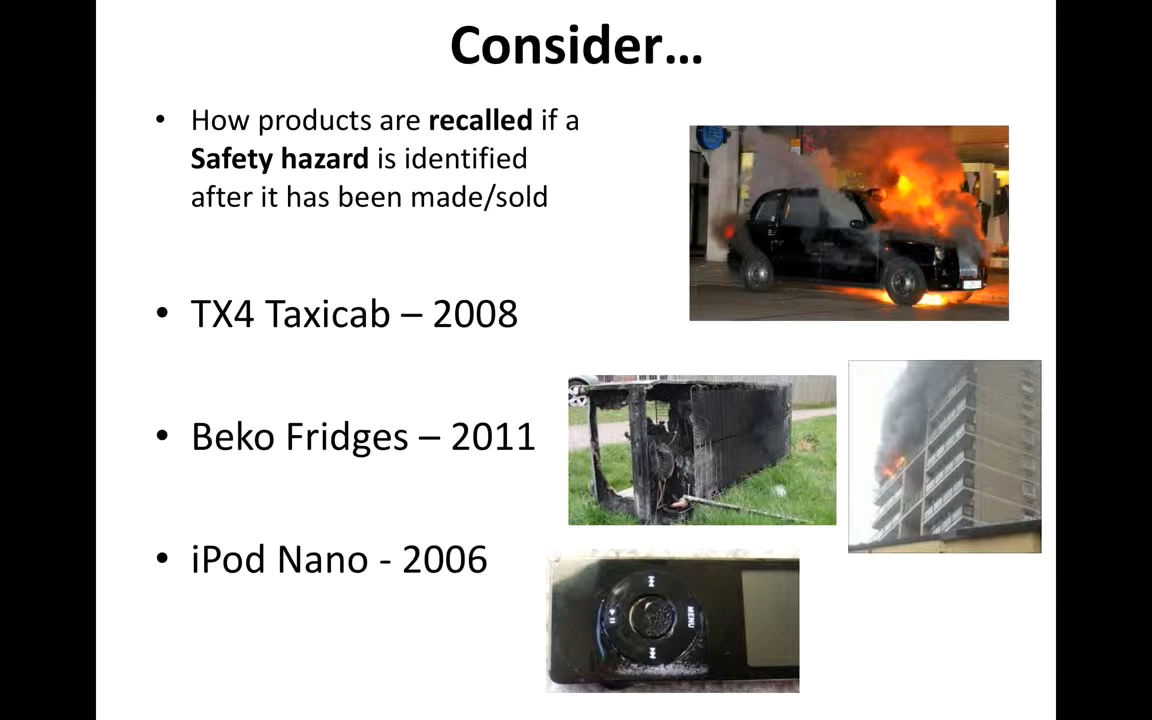 Consider...
• How products are recalled if a
Safety hazard is identified
after it has been made/sold
• TX4 Taxicab – 2008
• Beko Fridges – 2011
• iPod Nano - 2006
MENU